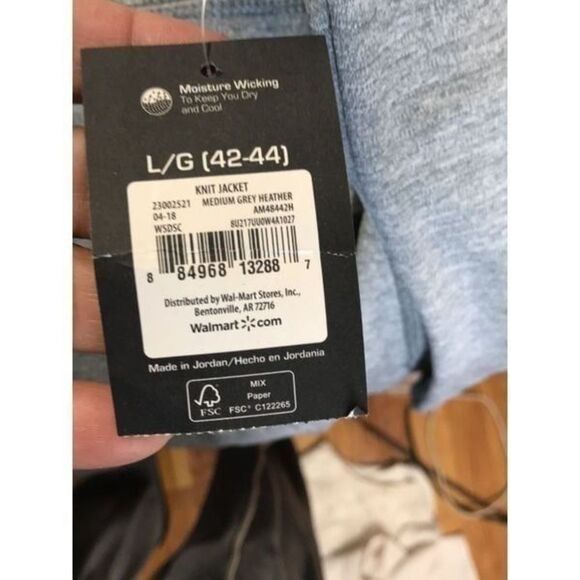 Moisture Wicking
To Keep You Dry
and Cool
L/G (42-44)
KNIT JACKET
23002521 MEDIUM GREY HEATHER
04-18 AM48442H
WSDSC 8U217UU0W4A1027
8 84968 13288 7
Distributed by Wal-Mart Stores, Inc.,
Bentonville, AR 72716
Walmart.com
Made in Jordan/Hecho en Jordania
FSC
MIX
Paper
FSC® C122265